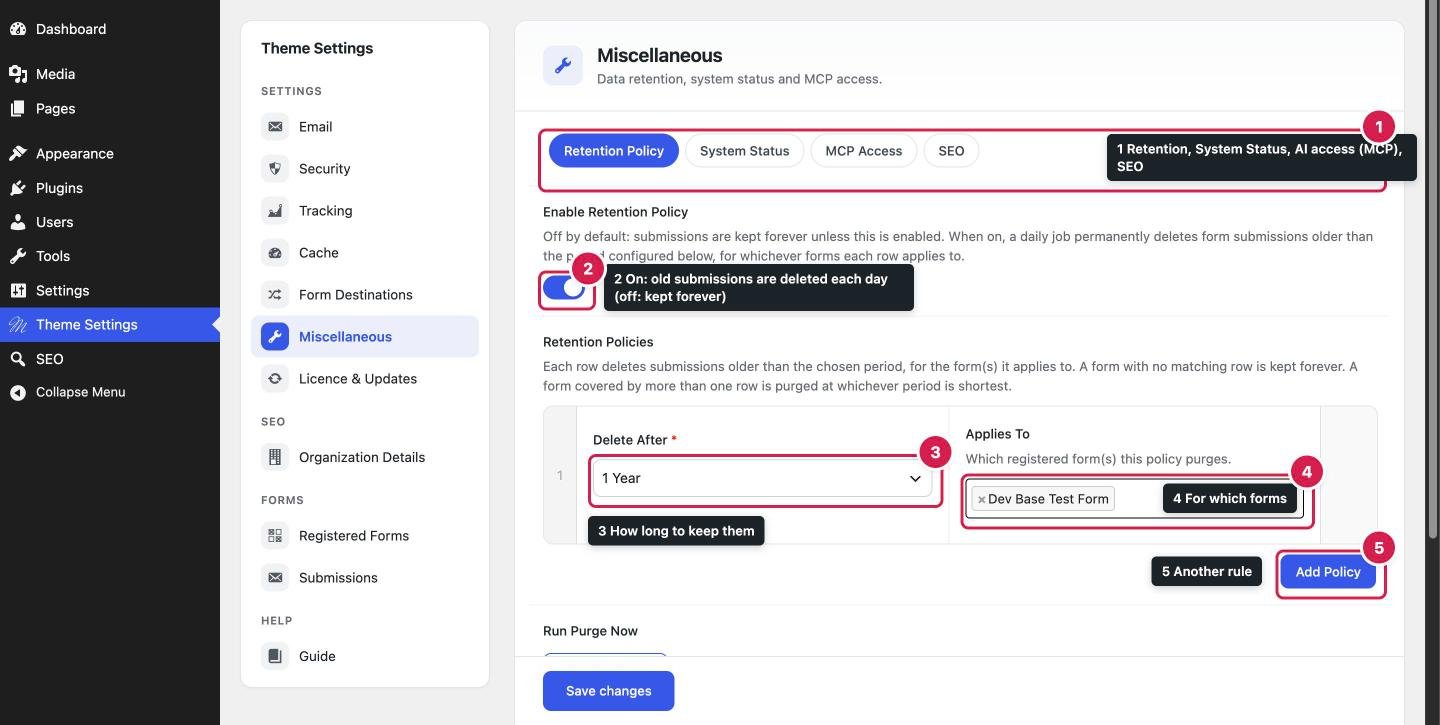 Dashboard
Media
Pages
Appearance
Plugins
Users
Tools
Settings
Theme Settings
SEO
Collapse Menu
Theme Settings
SETTINGS
Email
Security
Tracking
Cache
Form Destinations
Miscellaneous
Licence & Updates
SEO
Organization Details
FORMS
Registered Forms
Submissions
HELP
Guide
Miscellaneous
Data retention, system status and MCP access.
Retention Policy
System Status
MCP Access
SEO
1
1 Retention, System Status, AI access (MCP),
SEO
Enable Retention Policy
Off by default: submissions are kept forever unless this is enabled. When on, a daily job permanently deletes form submissions older than
the configured below, for whichever forms each row applies to.
2
2 On: old submissions are deleted each day
(off: kept forever)
Retention Policies
Each row deletes submissions older than the chosen period, for the form(s) it applies to. A form with no matching row is kept forever. A
form covered by more than one row is purged at whichever period is shortest.
1
Delete After *
1 Year
3
3 How long to keep them
Applies To
Which registered form(s) this policy purges.
× Dev Base Test Form
4
4 For which forms
5
5 Another rule
Add Policy
Run Purge Now
Save changes